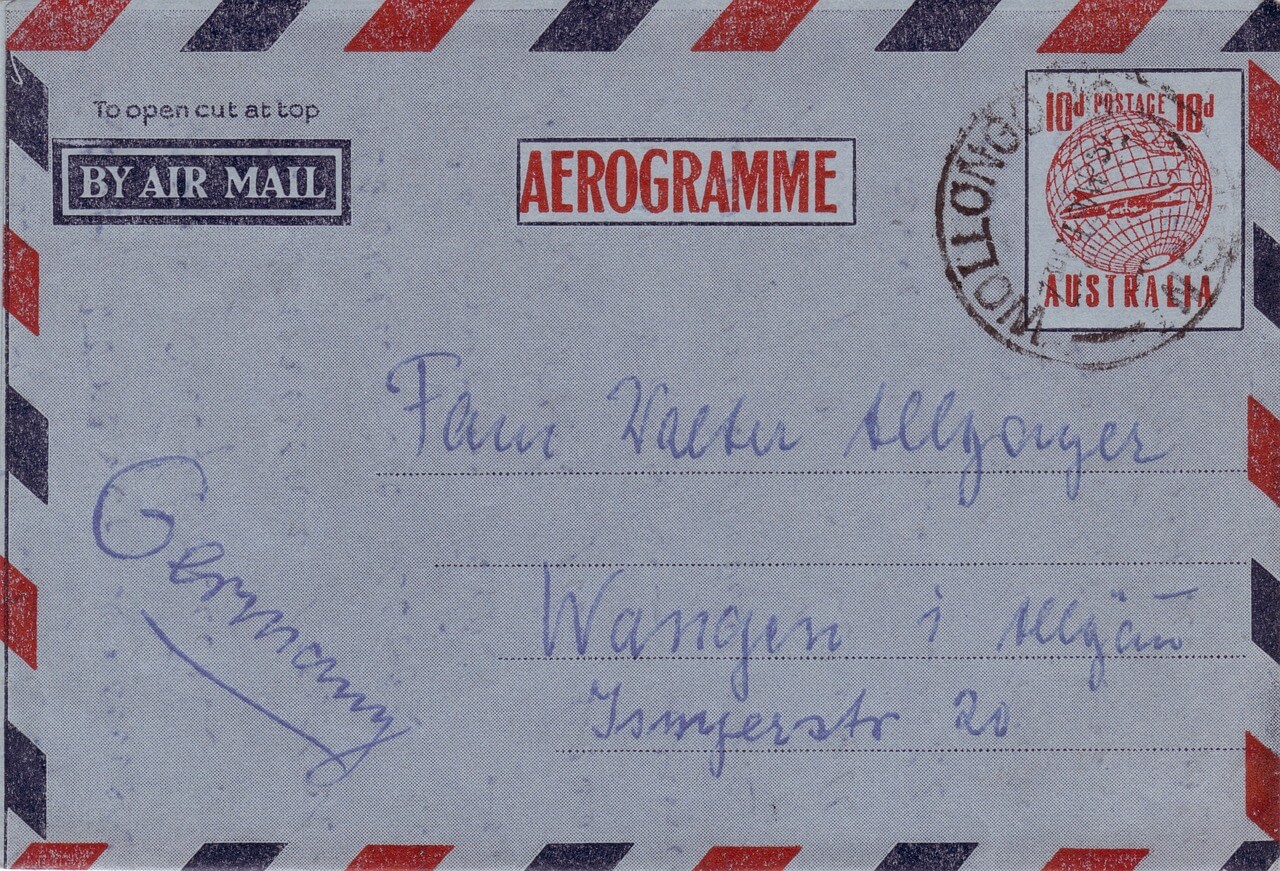 To open cut at top
BY AIR MAIL
AEROGRAMME
10d POSTAGE 10d
AUSTRALIA
WOLLONGONG
Fam Walter Allgayer
Wangen i Allgäu
Isnyerstr 20
Germany